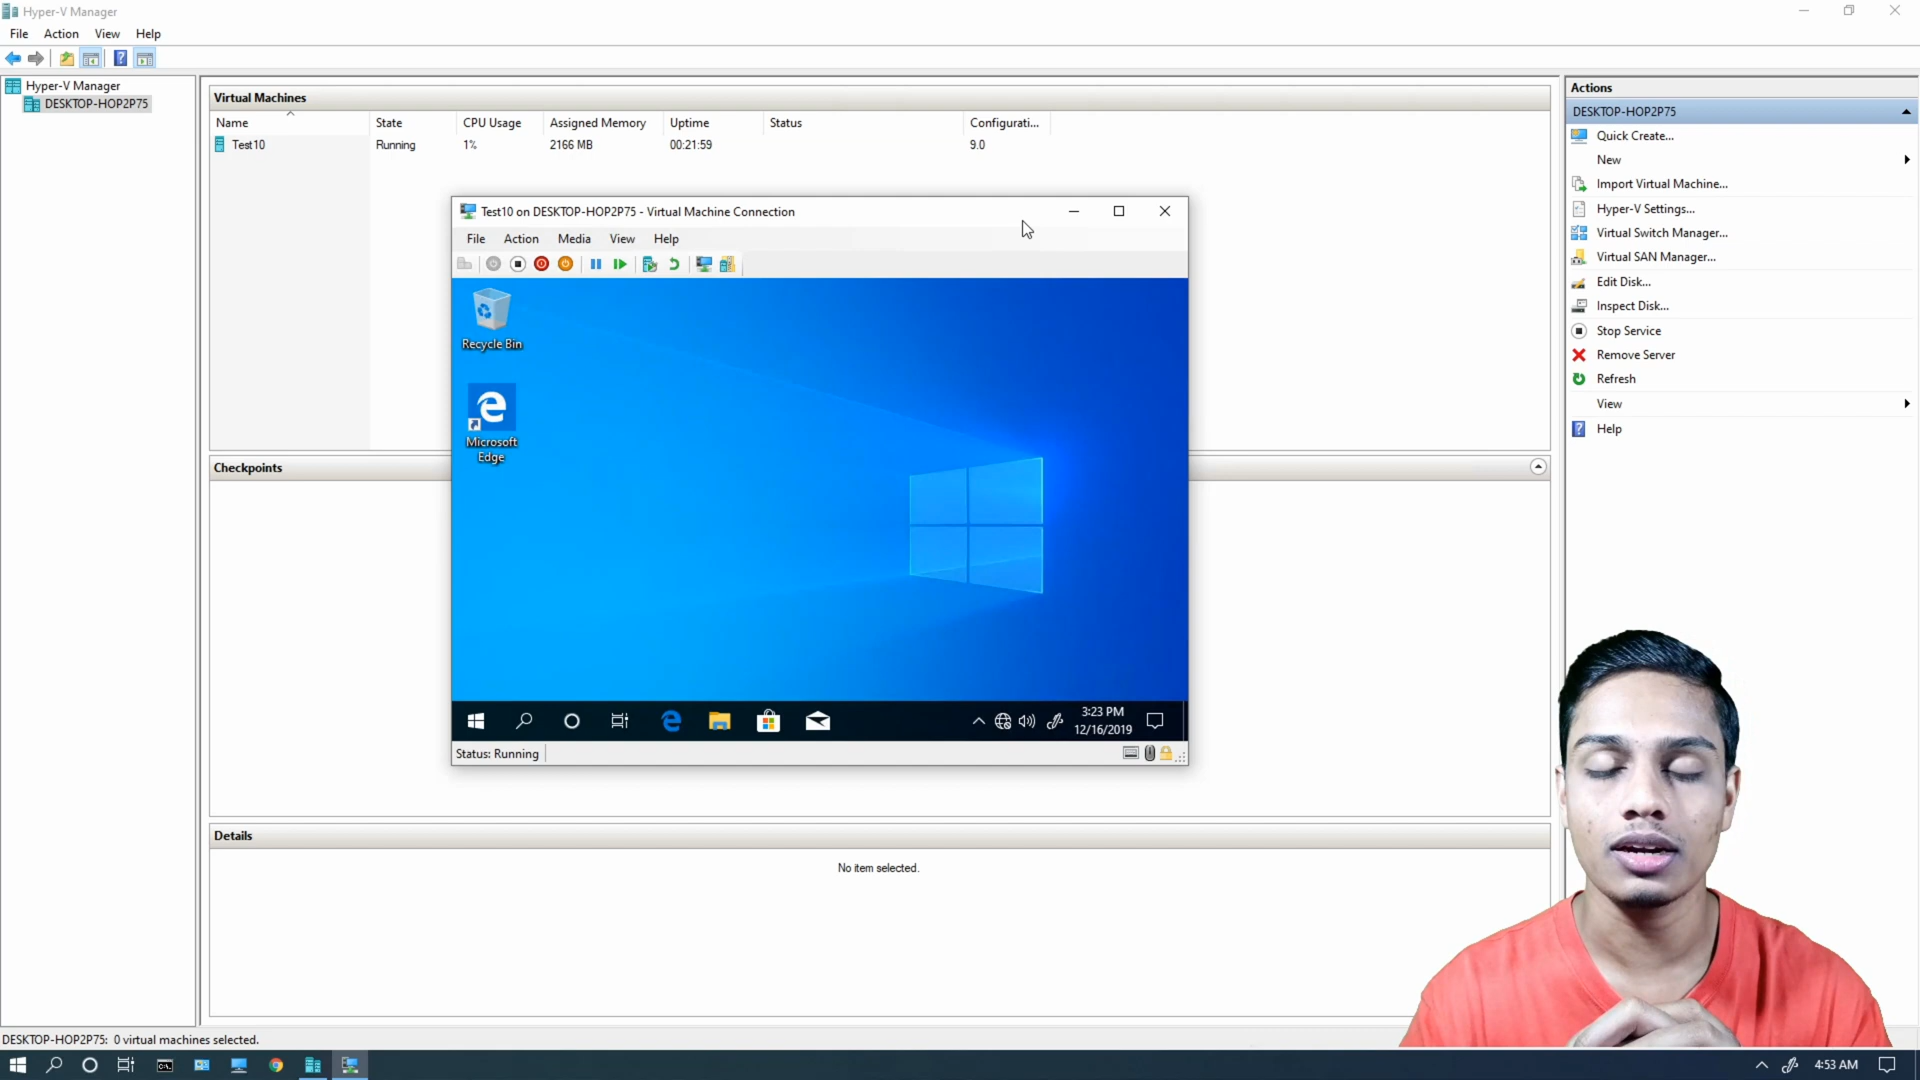 Hyper-V Manager
File Action View Help
Hyper-V Manager
DESKTOP-HOP2P75
Virtual Machines
Name State CPU Usage Assigned Memory Uptime Status Configurati...
Test10 Running 1% 2166 MB 00:21:59 9.0
Test10 on DESKTOP-HOP2P75 - Virtual Machine Connection
File Action Media View Help
Recycle Bin
Microsoft
Edge
3:23 PM
12/16/2019
Status: Running
Checkpoints
Details
No item selected.
Actions
DESKTOP-HOP2P75
Quick Create...
New
Import Virtual Machine...
Hyper-V Settings...
Virtual Switch Manager...
Virtual SAN Manager...
Edit Disk...
Inspect Disk...
Stop Service
Remove Server
Refresh
View
Help
DESKTOP-HOP2P75: 0 virtual machines selected.
4:53 AM